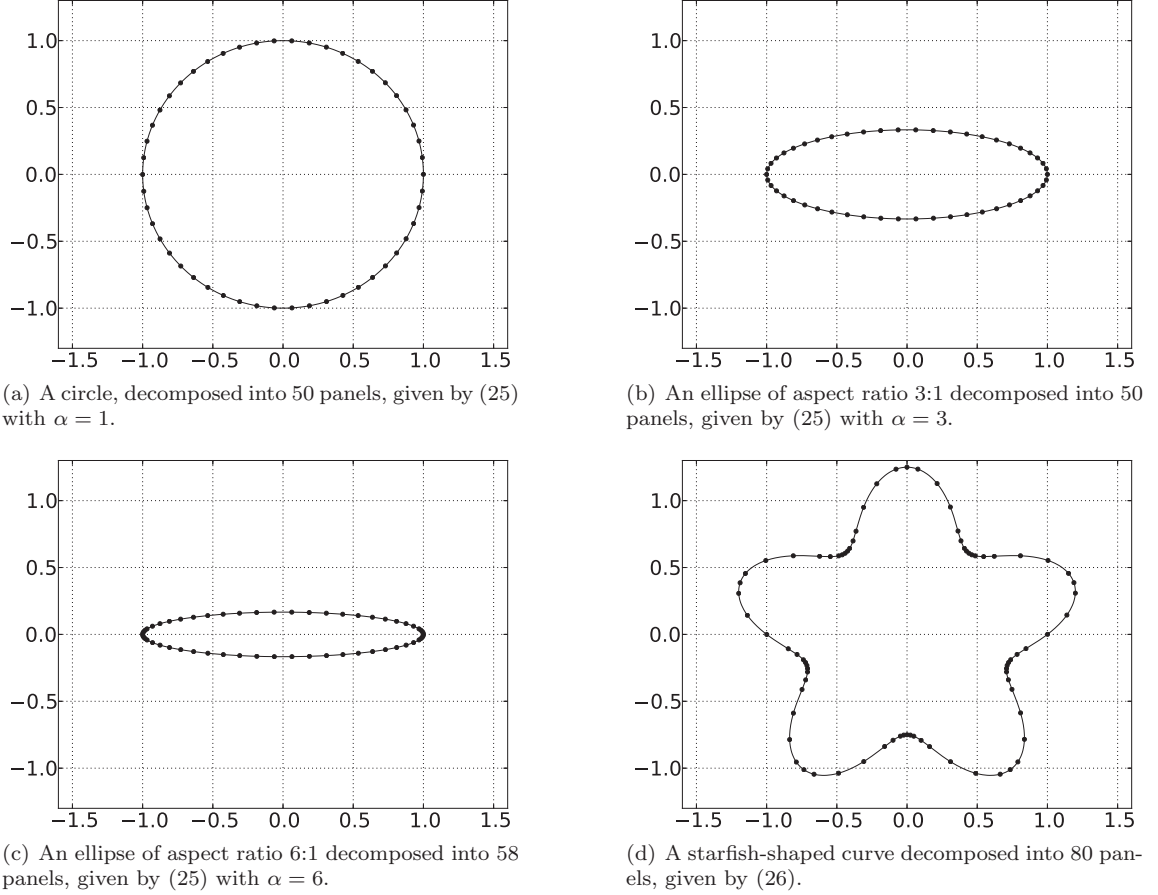 1.0
0.5
0.0
−0.5
−1.0
−1.5 −1.0 −0.5 0.0 0.5 1.0 1.5
(a) A circle, decomposed into 50 panels, given by (25)
with α = 1.
1.0
0.5
0.0
−0.5
−1.0
−1.5 −1.0 −0.5 0.0 0.5 1.0 1.5
(b) An ellipse of aspect ratio 3:1 decomposed into 50
panels, given by (25) with α = 3.
1.0
0.5
0.0
−0.5
−1.0
−1.5 −1.0 −0.5 0.0 0.5 1.0 1.5
(c) An ellipse of aspect ratio 6:1 decomposed into 58
panels, given by (25) with α = 6.
1.0
0.5
0.0
−0.5
−1.0
−1.5 −1.0 −0.5 0.0 0.5 1.0 1.5
(d) A starfish-shaped curve decomposed into 80 pan-
els, given by (26).